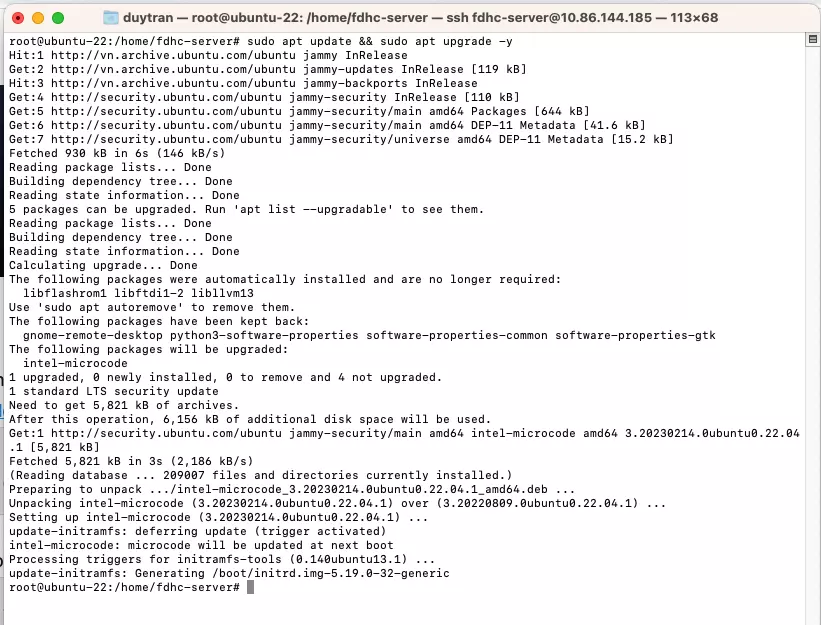 duytran — root@ubuntu-22: /home/fdhc-server — ssh fdhc-server@10.86.144.185 — 113×68
root@ubuntu-22:/home/fdhc-server# sudo apt update && sudo apt upgrade -y
Hit:1 http://vn.archive.ubuntu.com/ubuntu jammy InRelease
Get:2 http://vn.archive.ubuntu.com/ubuntu jammy-updates InRelease [119 kB]
Hit:3 http://vn.archive.ubuntu.com/ubuntu jammy-backports InRelease
Get:4 http://security.ubuntu.com/ubuntu jammy-security InRelease [110 kB]
Get:5 http://security.ubuntu.com/ubuntu jammy-security/main amd64 Packages [644 kB]
Get:6 http://security.ubuntu.com/ubuntu jammy-security/main amd64 DEP-11 Metadata [41.6 kB]
Get:7 http://security.ubuntu.com/ubuntu jammy-security/universe amd64 DEP-11 Metadata [15.2 kB]
Fetched 930 kB in 6s (146 kB/s)
Reading package lists... Done
Building dependency tree... Done
Reading state information... Done
5 packages can be upgraded. Run 'apt list --upgradable' to see them.
Reading package lists... Done
Building dependency tree... Done
Reading state information... Done
Calculating upgrade... Done
The following packages were automatically installed and are no longer required:
  libflashrom1 libftdi1-2 libllvm13
Use 'sudo apt autoremove' to remove them.
The following packages have been kept back:
  gnome-remote-desktop python3-software-properties software-properties-common software-properties-gtk
The following packages will be upgraded:
  intel-microcode
1 upgraded, 0 newly installed, 0 to remove and 4 not upgraded.
1 standard LTS security update
Need to get 5,821 kB of archives.
After this operation, 6,156 kB of additional disk space will be used.
Get:1 http://security.ubuntu.com/ubuntu jammy-security/main amd64 intel-microcode amd64 3.20230214.0ubuntu0.22.04
.1 [5,821 kB]
Fetched 5,821 kB in 3s (2,186 kB/s)
(Reading database ... 209007 files and directories currently installed.)
Preparing to unpack .../intel-microcode_3.20230214.0ubuntu0.22.04.1_amd64.deb ...
Unpacking intel-microcode (3.20230214.0ubuntu0.22.04.1) over (3.20220809.0ubuntu0.22.04.1) ...
Setting up intel-microcode (3.20230214.0ubuntu0.22.04.1) ...
update-initramfs: deferring update (trigger activated)
intel-microcode: microcode will be updated at next boot
Processing triggers for initramfs-tools (0.140ubuntu13.1) ...
update-initramfs: Generating /boot/initrd.img-5.19.0-32-generic
root@ubuntu-22:/home/fdhc-server#